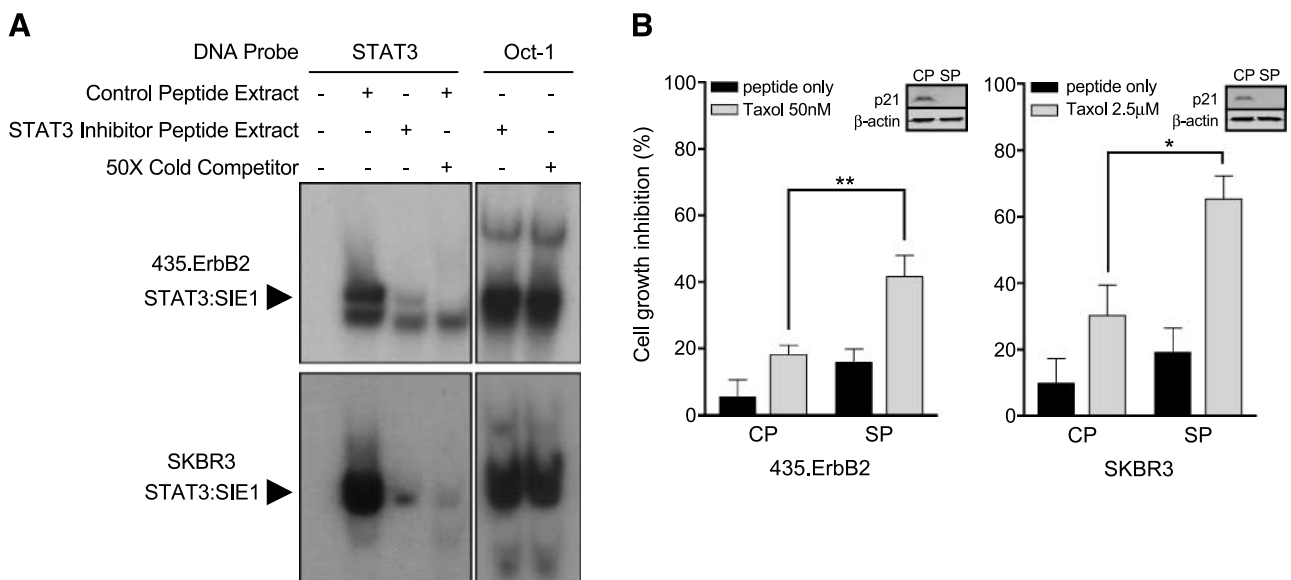 A
DNA Probe STAT3 Oct-1
Control Peptide Extract - + - + - -
STAT3 Inhibitor Peptide Extract - - + - + -
50X Cold Competitor - - - + - +
435.ErbB2
STAT3:SIE1
SKBR3
STAT3:SIE1
B
Cell growth inhibition (%)
100
80
60
40
20
0
peptide only
Taxol 50nM
CP SP
p21
β-actin
**
CP SP
435.ErbB2
100
80
60
40
20
0
peptide only
Taxol 2.5μM
CP SP
p21
β-actin
*
CP SP
SKBR3